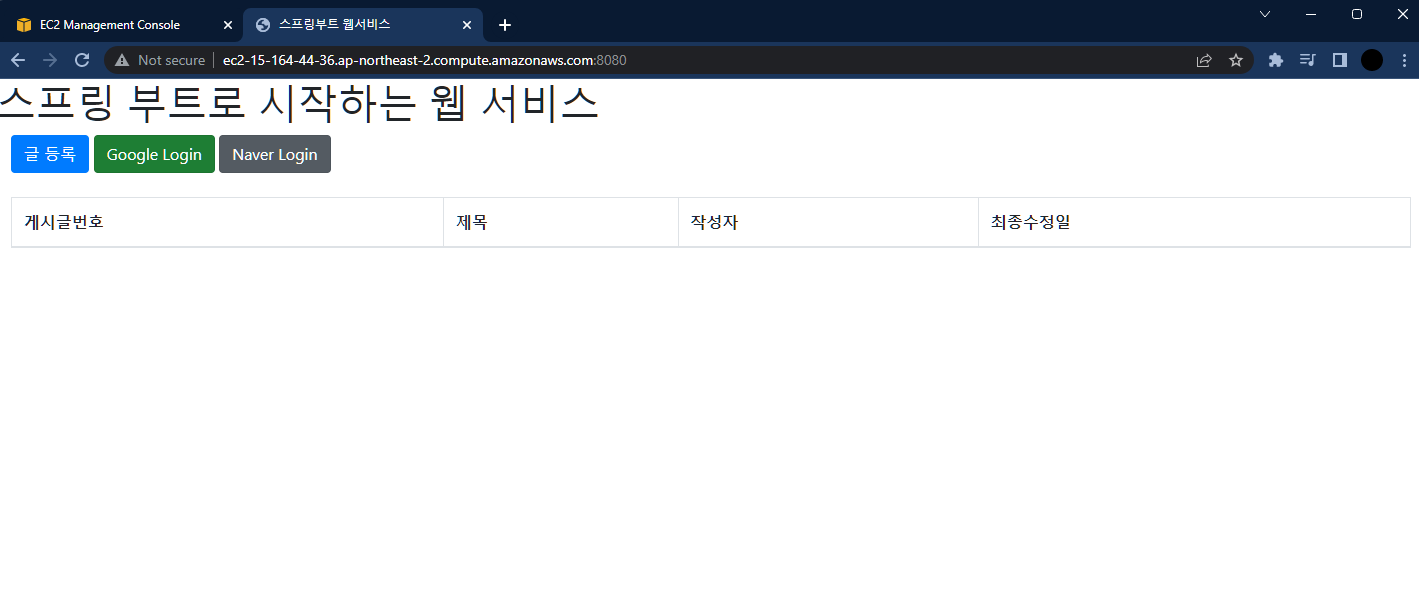 EC2 Management Console
스프링부트 웹서비스
Not secure
ec2-15-164-44-36.ap-northeast-2.compute.amazonaws.com:8080
스프링 부트로 시작하는 웹 서비스
글 등록 Google Login Naver Login
게시글번호 제목 작성자 최종수정일